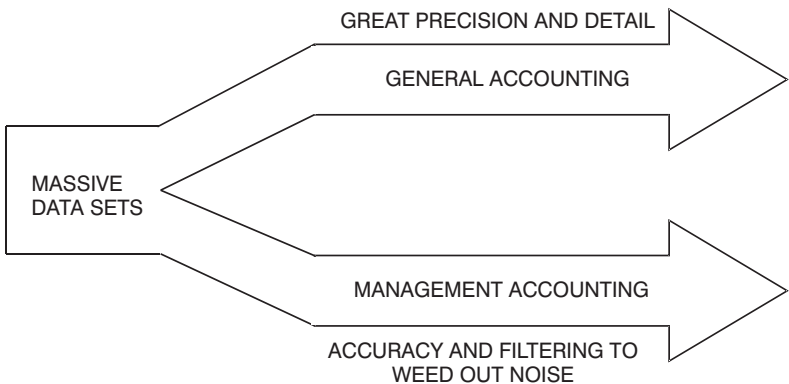 GREAT PRECISION AND DETAIL
GENERAL ACCOUNTING
MASSIVE
DATA SETS
MANAGEMENT ACCOUNTING
ACCURACY AND FILTERING TO
WEED OUT NOISE